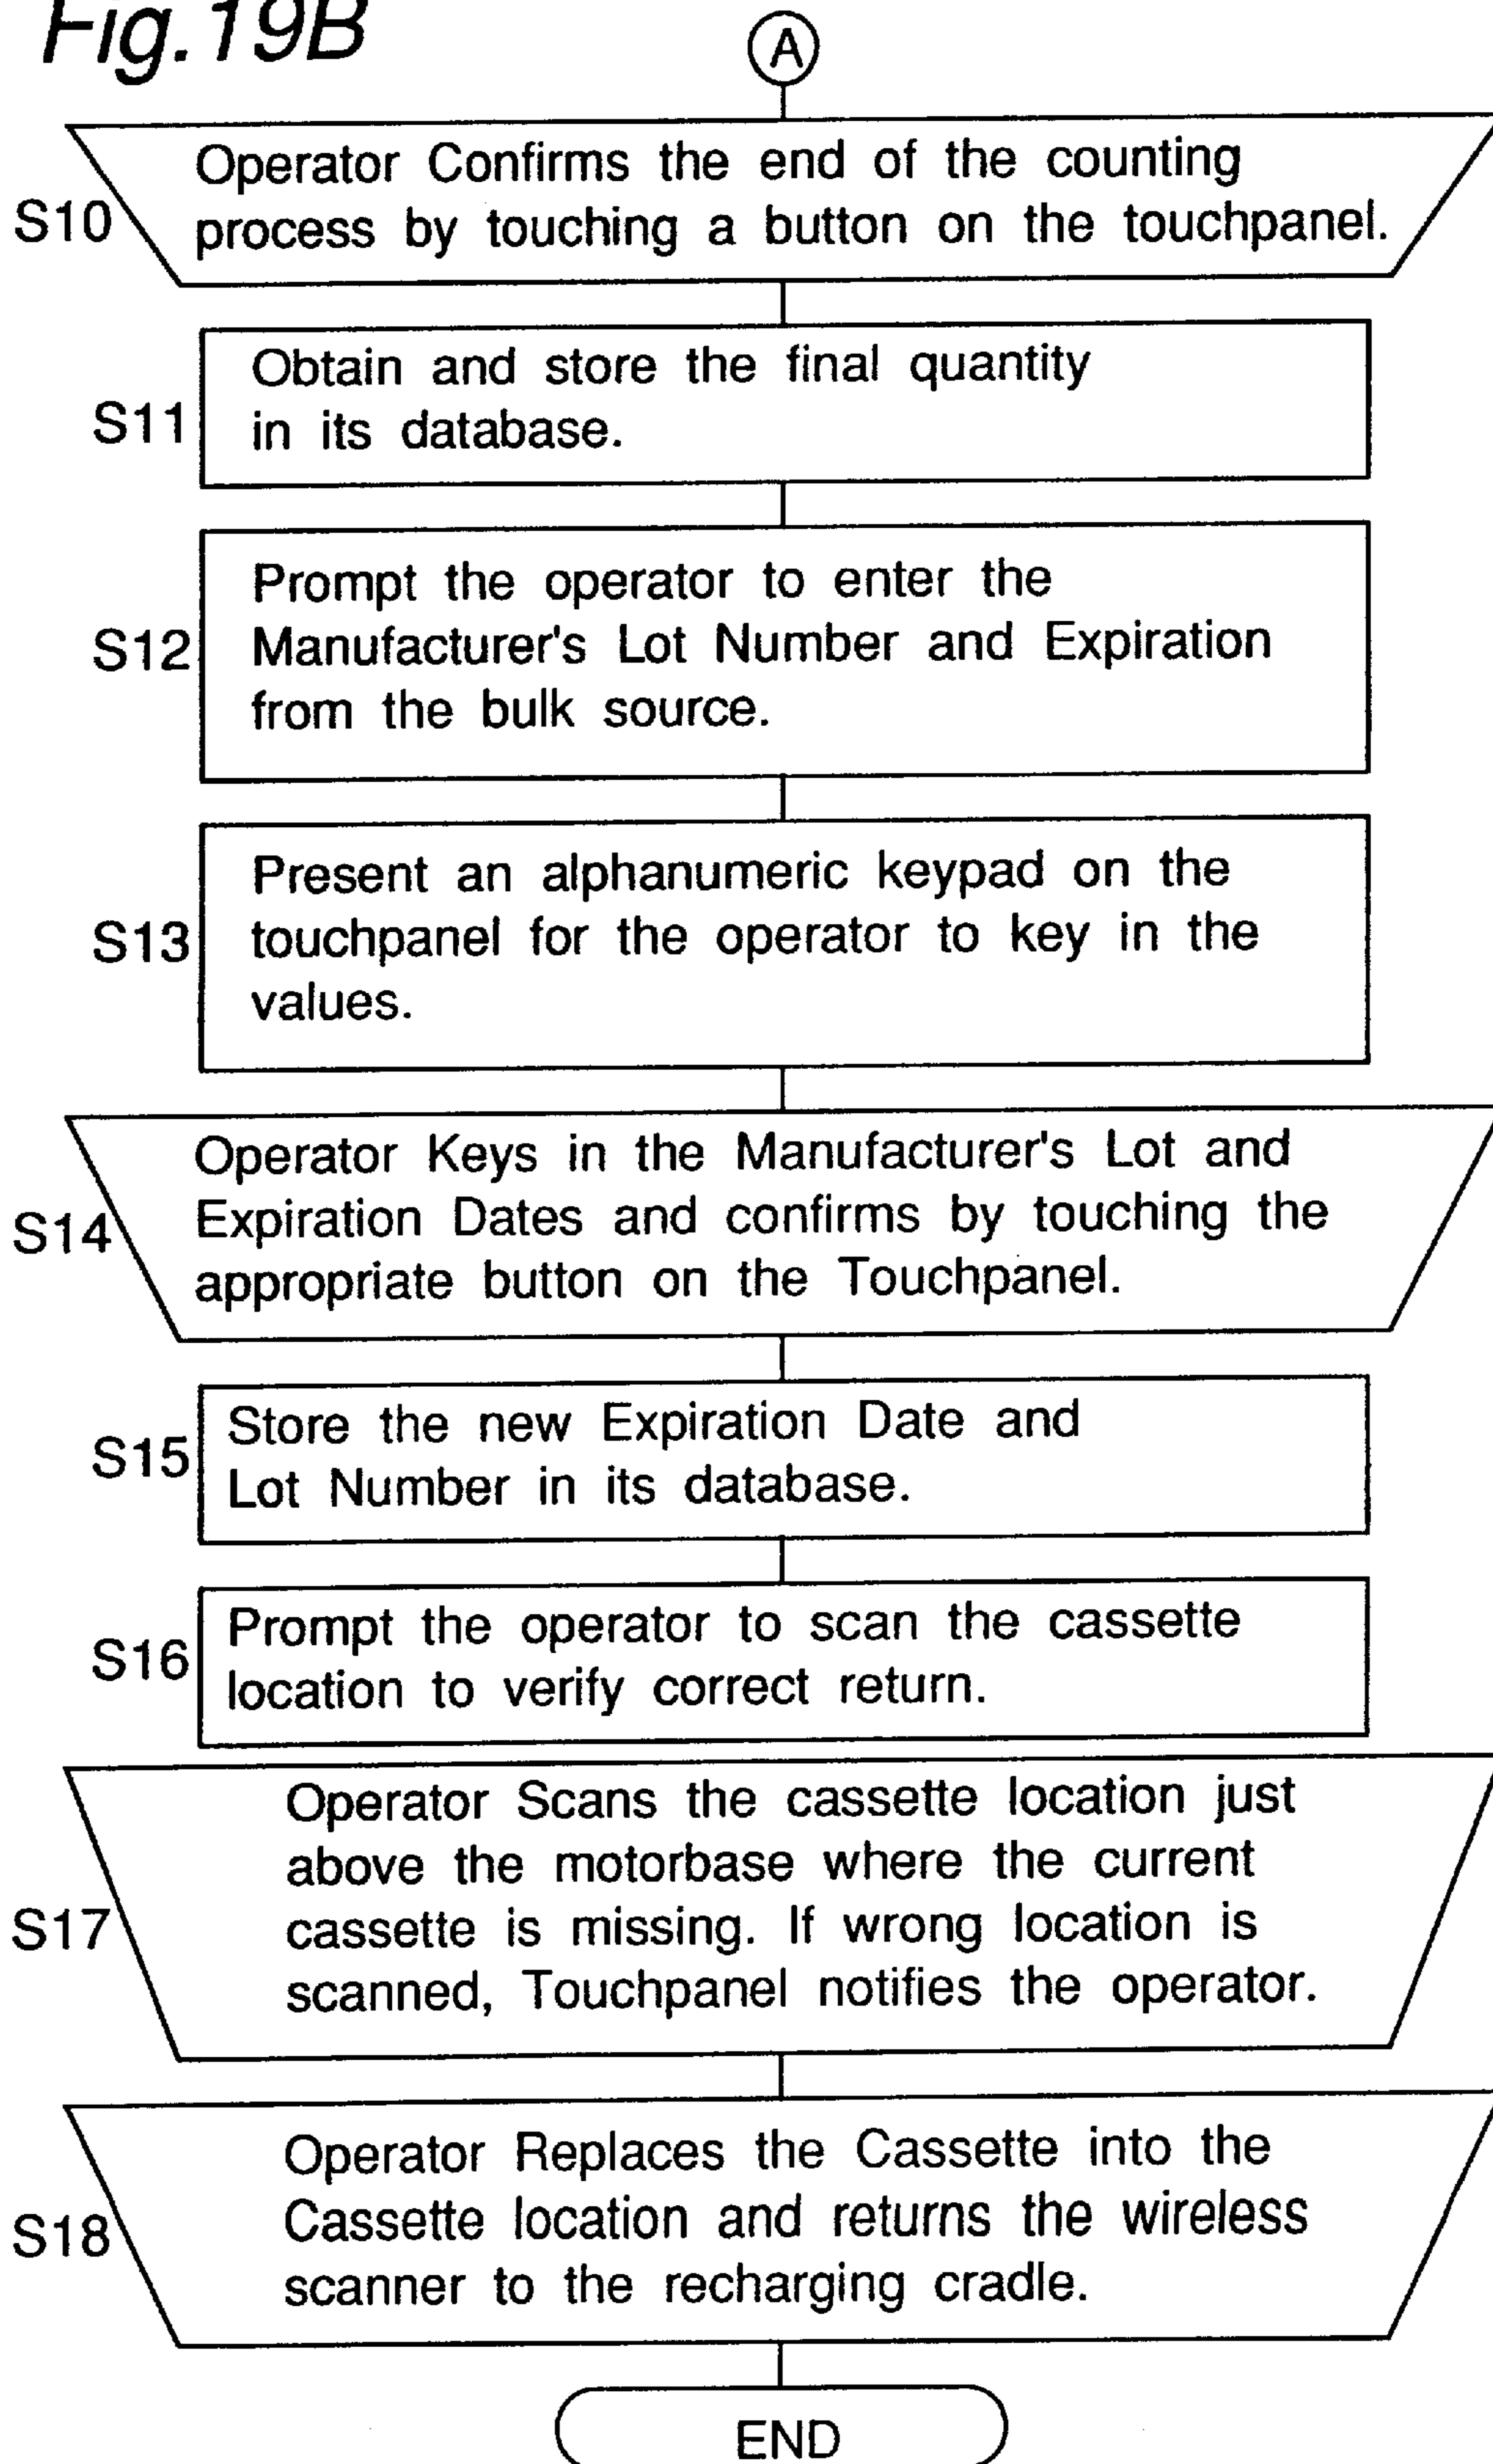 Fig.19B
A
S10
Operator Confirms the end of the counting
process by touching a button on the touchpanel.
S11
Obtain and store the final quantity
in its database.
S12
Prompt the operator to enter the
Manufacturer's Lot Number and Expiration
from the bulk source.
S13
Present an alphanumeric keypad on the
touchpanel for the operator to key in the
values.
S14
Operator Keys in the Manufacturer's Lot and
Expiration Dates and confirms by touching the
appropriate button on the Touchpanel.
S15
Store the new Expiration Date and
Lot Number in its database.
S16
Prompt the operator to scan the cassette
location to verify correct return.
S17
Operator Scans the cassette location just
above the motorbase where the current
cassette is missing. If wrong location is
scanned, Touchpanel notifies the operator.
S18
Operator Replaces the Cassette into the
Cassette location and returns the wireless
scanner to the recharging cradle.
END